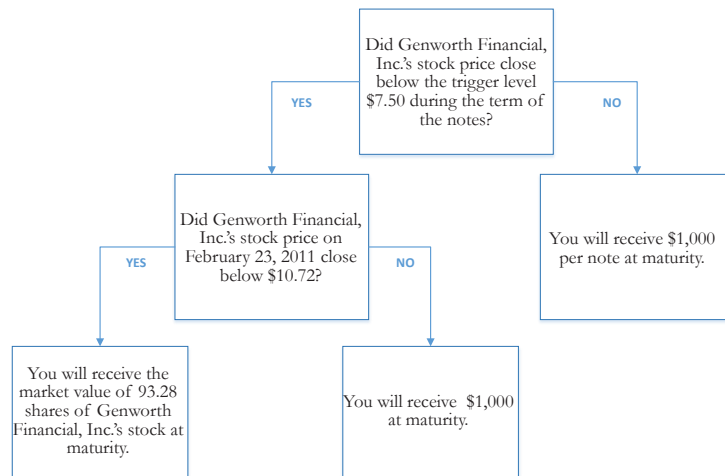 Did Genworth Financial,
Inc.'s stock price close
below the trigger level
$7.50 during the term of
the notes?
YES
NO
Did Genworth Financial,
Inc.'s stock price on
February 23, 2011 close
below $10.72?
You will receive $1,000
per note at maturity.
YES
NO
You will receive the
market value of 93.28
shares of Genworth
Financial, Inc.'s stock at
maturity.
You will receive $1,000
at maturity.